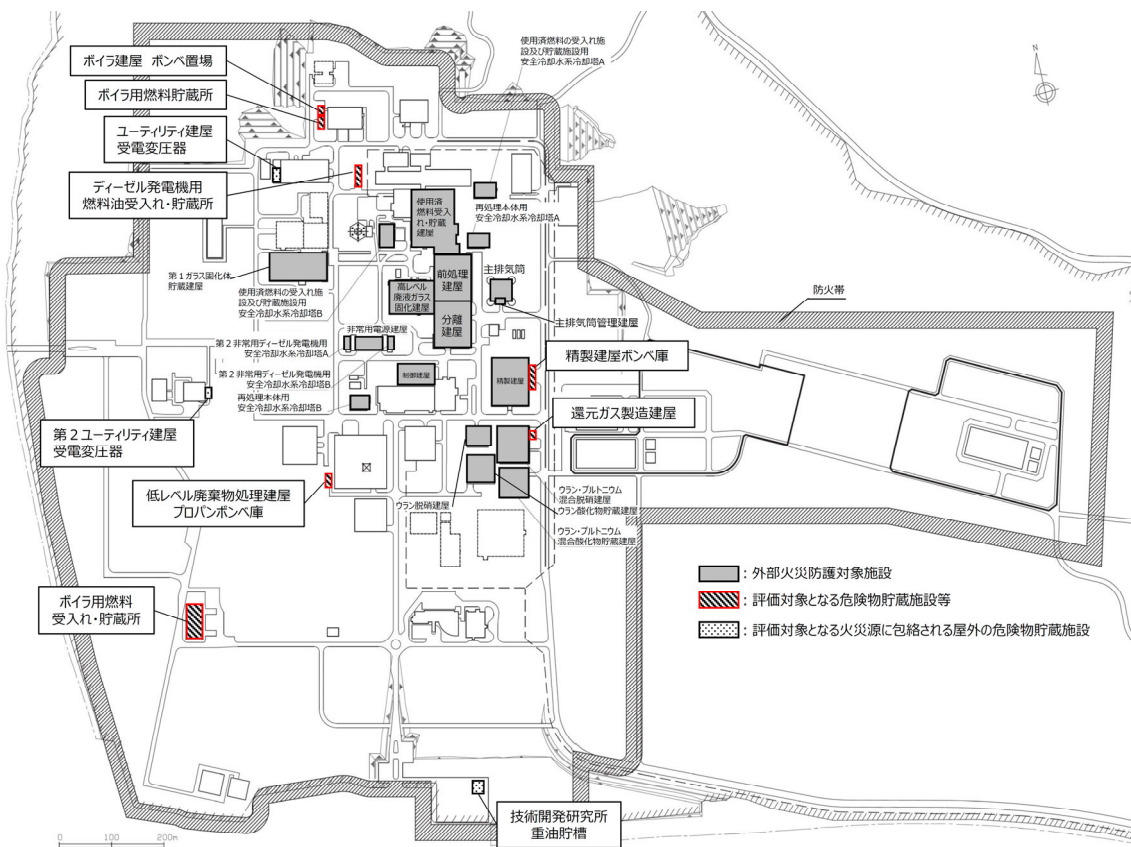 使用済燃料の受入れ施
設及び貯蔵施設用
安全冷却水系冷却塔A
N
ボイラ建屋 ボンベ置場
ボイラ用燃料貯蔵所
ユーティリティ建屋
受電変圧器
ディーゼル発電機用
燃料油受入れ・貯蔵所
使用済
燃料受入
れ・貯蔵
建屋
再処理本体用
安全冷却水系冷却塔A
第1ガラス固化体
貯蔵建屋
使用済燃料の受入れ施
設及び貯蔵施設用
安全冷却水系冷却塔B
高レベル
廃液ガラス
固化建屋
前処理
建屋
分離
建屋
主排気筒
主排気筒管理建屋
防火帯
非常用電源建屋
第2非常用ディーゼル発電機用
安全冷却水系冷却塔A
第2非常用ディーゼル発電機用
安全冷却水系冷却塔B
再処理本体用
安全冷却水系冷却塔B
制御建屋
精製建屋
精製建屋ボンベ庫
還元ガス製造建屋
第2ユーティリティ建屋
受電変圧器
低レベル廃棄物処理建屋
プロパンボンベ庫
ウラン脱硝建屋
ウラン・プルトニウム
混合脱硝建屋
ウラン酸化物貯蔵建屋
ウラン・プルトニウム
混合酸化物貯蔵建屋
ボイラ用燃料
受入れ・貯蔵所
:外部火災防護対象施設
:評価対象となる危険物貯蔵施設等
:評価対象となる火災源に包絡される屋外の危険物貯蔵施設
技術開発研究所
重油貯槽
0 100 200m